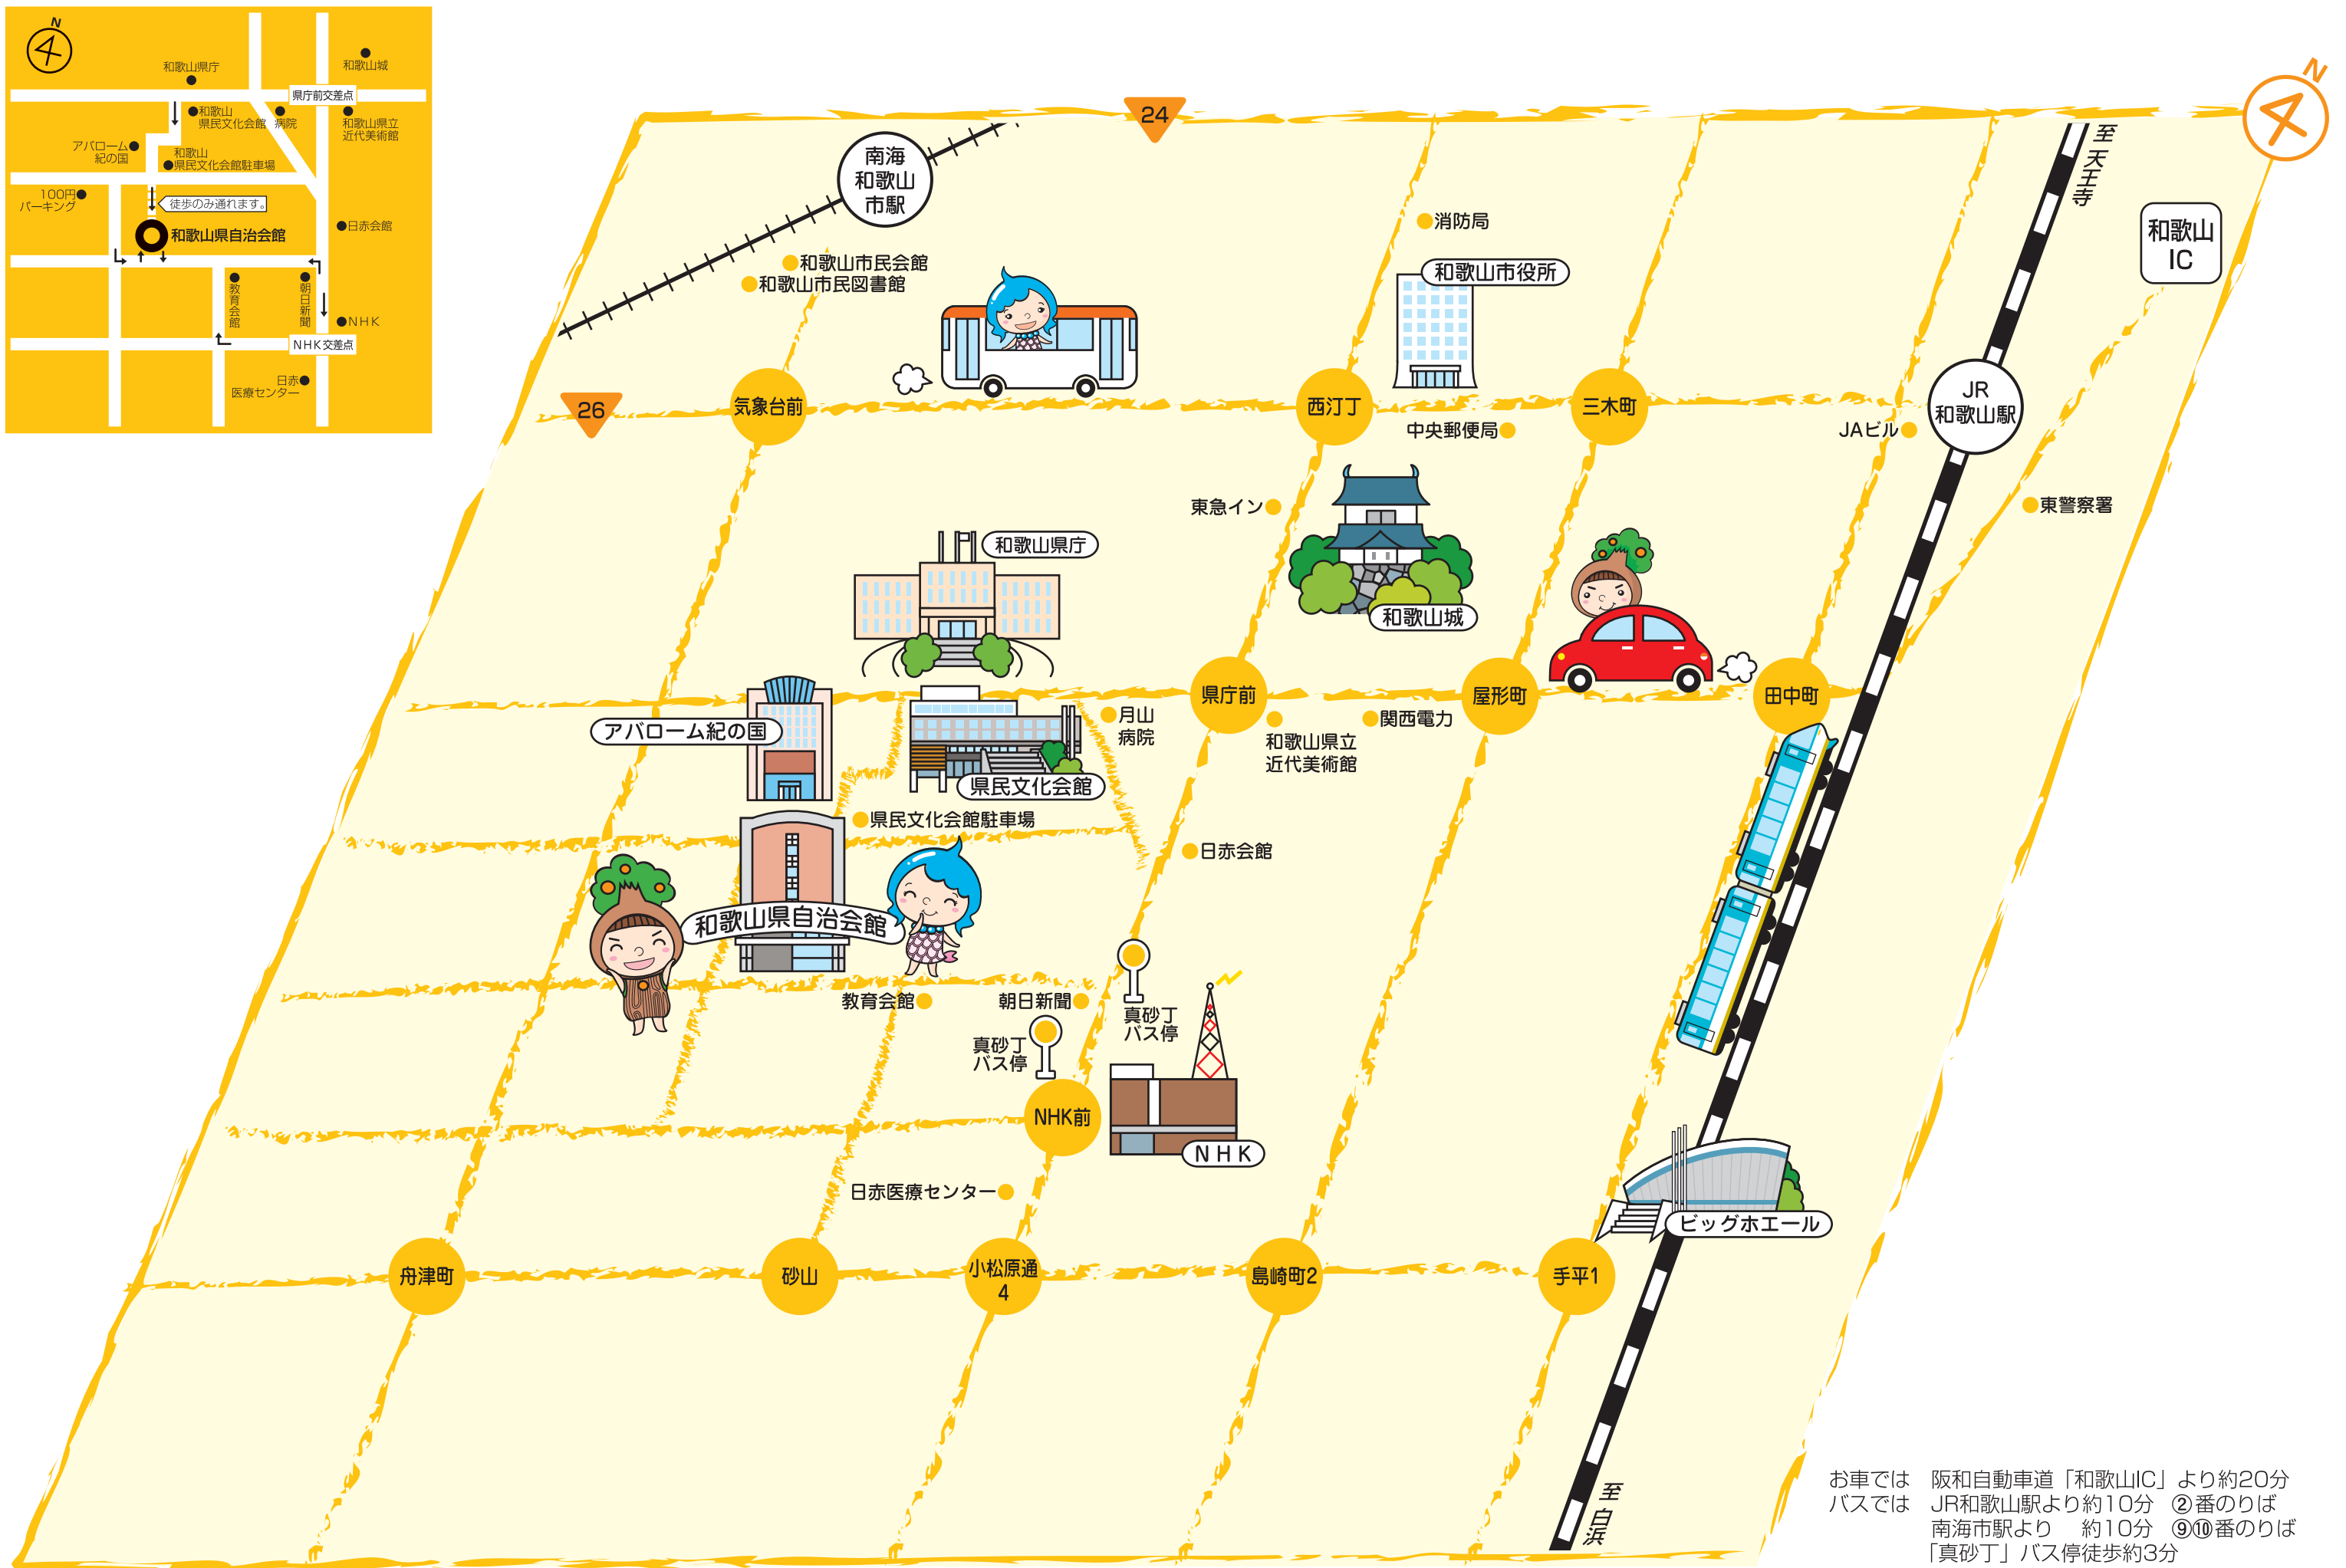 N
和歌山県庁
和歌山城
県庁前交差点
和歌山
県民文化会館
病院
和歌山県立
近代美術館
アバローム
紀の国
和歌山
県民文化会館駐車場
100円
パーキング
徒歩のみ通れます。
和歌山県自治会館
日赤会館
教育会館
朝日新聞
NHK
NHK交差点
日赤
医療センター
24
N
至 天王寺
南海
和歌山
市駅
消防局
和歌山
IC
和歌山市民会館
和歌山市民図書館
和歌山市役所
26
気象台前
西汀丁
三木町
JR
和歌山駅
中央郵便局
JAビル
東急イン
東警察署
和歌山県庁
和歌山城
県庁前
屋形町
田中町
アバローム紀の国
月山
病院
関西電力
和歌山県立
近代美術館
県民文化会館
県民文化会館駐車場
日赤会館
和歌山県自治会館
教育会館
朝日新聞
真砂丁
バス停
真砂丁
バス停
NHK前
NHK
日赤医療センター
ビッグホエール
舟津町
砂山
小松原通
4
島崎町2
手平1
至 白浜
お車では 阪和自動車道「和歌山IC」より約20分
バスでは JR和歌山駅より約10分 ②番のりば
南海市駅より 約10分 ⑨⑩番のりば
「真砂丁」バス停徒歩約3分